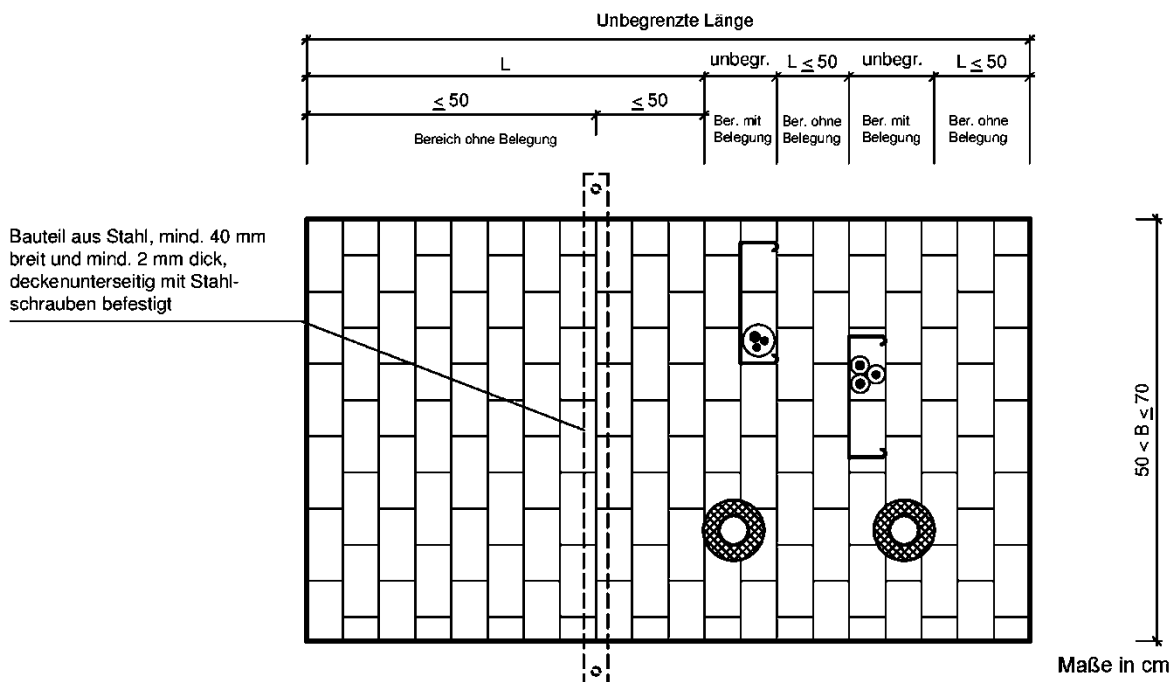 Unbegrenzte Länge
L
unbegr.
L ≤ 50
unbegr.
L ≤ 50
≤ 50
≤ 50
Bereich ohne Belegung
Ber. mit
Belegung
Ber. ohne
Belegung
Ber. mit
Belegung
Ber. ohne
Belegung
Bauteil aus Stahl, mind. 40 mm
breit und mind. 2 mm dick,
deckenunterseitig mit Stahl-
schrauben befestigt
50 < B ≤ 70
Maße in cm